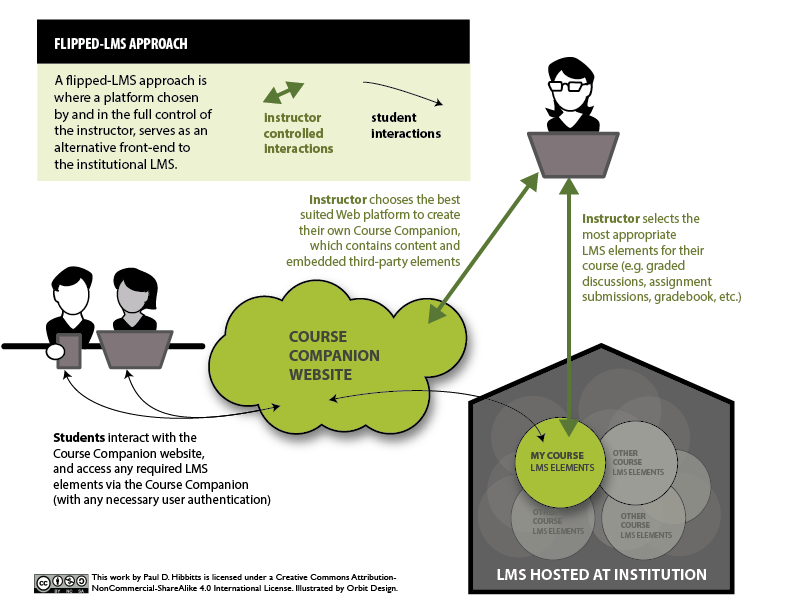 FLIPPED-LMS APPROACH
A flipped-LMS approach is
where a platform chosen
by and in the full control of
the instructor, serves as an
alternative front-end to
the institutional LMS.
instructor
controlled
interactions
student
interactions
Instructor chooses the best
suited Web platform to create
their own Course Companion,
which contains content and
embedded third-party elements
Instructor selects the
most appropriate
LMS elements for their
course (e.g. graded
discussions, assignment
submissions, gradebook, etc.)
COURSE
COMPANION
WEBSITE
Students interact with the
Course Companion website,
and access any required LMS
elements via the Course Companion
(with any necessary user authentication)
MY COURSE
LMS ELEMENTS
OTHER
COURSE
LMS ELEMENTS
OTHER
COURSE
LMS ELEMENTS
OTHER
COURSE
LMS ELEMENTS
LMS HOSTED AT INSTITUTION
cc
BY NC SA
This work by Paul D. Hibbitts is licensed under a Creative Commons Attribution-
NonCommercial-ShareAlike 4.0 International License. Illustrated by Orbit Design.